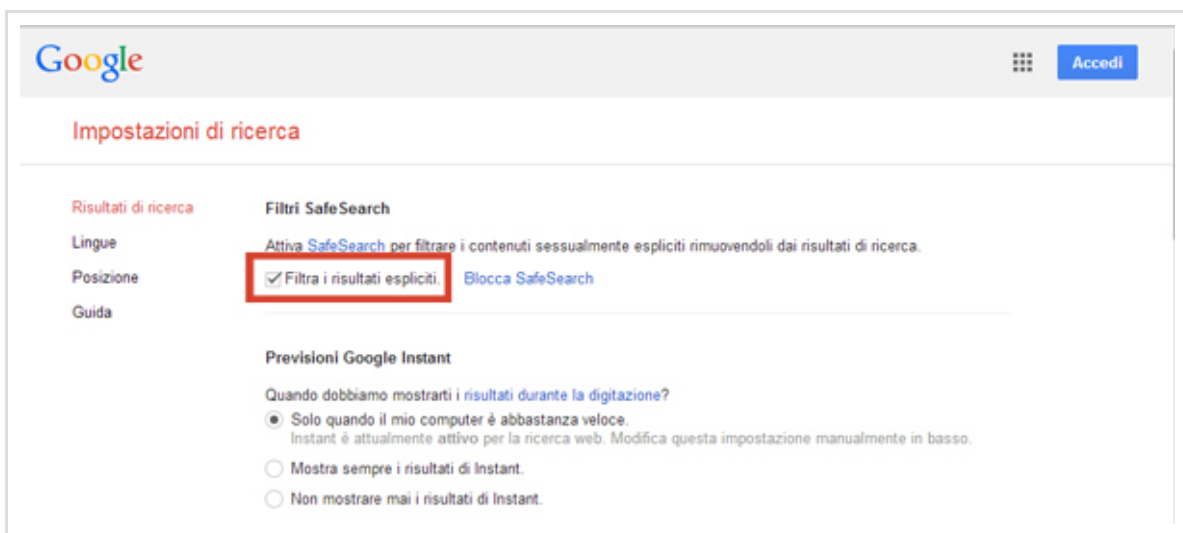 Google
Accedi
Impostazioni di ricerca
Risultati di ricerca
Lingue
Posizione
Guida
Filtri SafeSearch
Attiva SafeSearch per filtrare i contenuti sessualmente espliciti rimuovendoli dai risultati di ricerca.
Filtra i risultati espliciti. Blocca SafeSearch
Previsioni Google Instant
Quando dobbiamo mostrarti i risultati durante la digitazione?
Solo quando il mio computer è abbastanza veloce.
Instant è attualmente attivo per la ricerca web. Modifica questa impostazione manualmente in basso.
Mostra sempre i risultati di Instant.
Non mostrare mai i risultati di Instant.